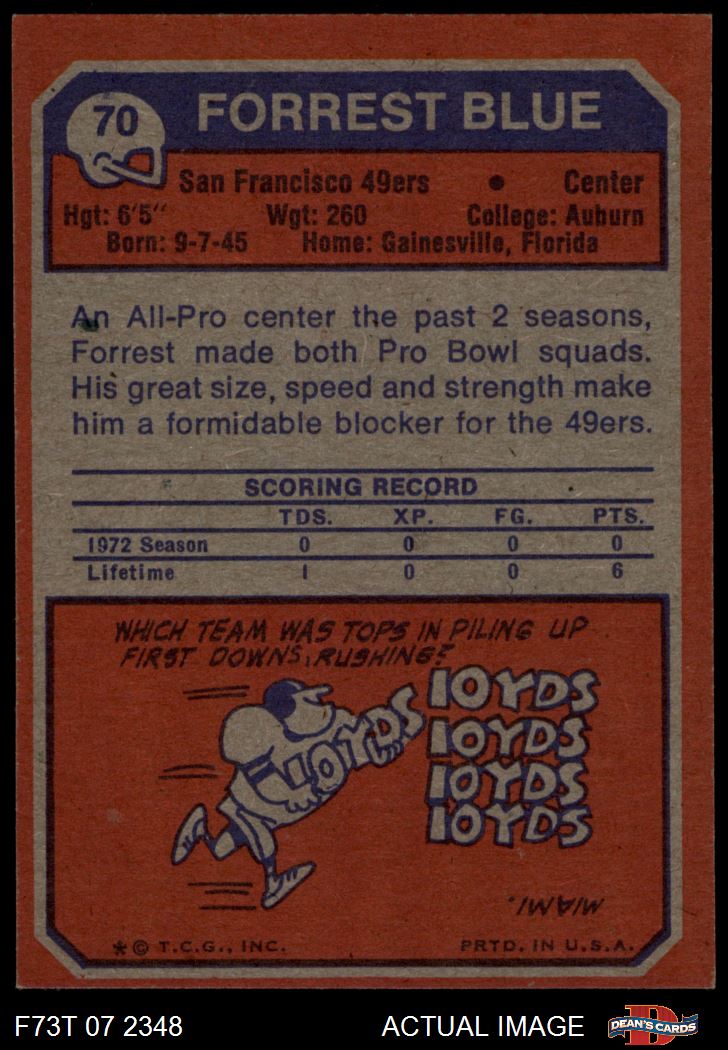 70
FORREST BLUE
San Francisco 49ers • Center
Hgt: 6'5" Wgt: 260 College: Auburn
Born: 9-7-45 Home: Gainesville, Florida
An All-Pro center the past 2 seasons,
Forrest made both Pro Bowl squads.
His great size, speed and strength make
him a formidable blocker for the 49ers.
SCORING RECORD
TDS. XP. FG. PTS.
1972 Season 0 0 0 0
Lifetime 1 0 0 6
WHICH TEAM WAS TOPS IN PILING UP
FIRST DOWNS, RUSHING?
10YDS
10YDS
10YDS
10YDS
10YDS
MIAMI.
* © T.C.G., INC. PRTD. IN U.S.A.
F73T 07 2348 ACTUAL IMAGE
D
DEAN'S CARDS